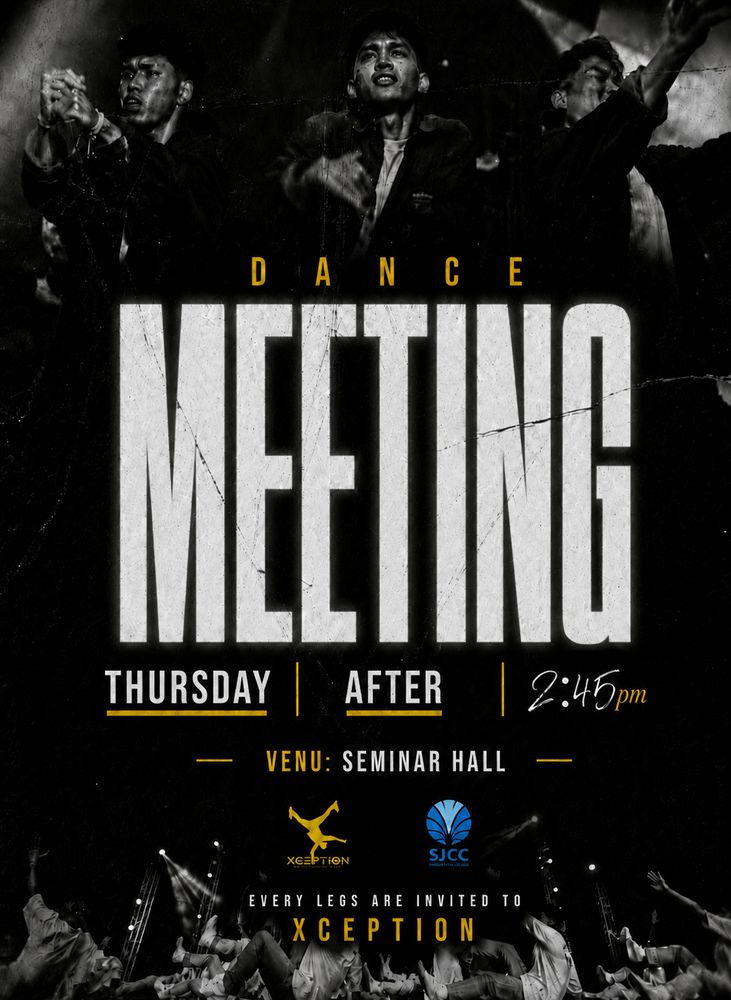 DANCE
MEETING
THURSDAY | AFTER | 2:45pm
VENU: SEMINAR HALL
XCEPTION
SJCC
EVERY LEGS ARE INVITED TO
XCEPTION